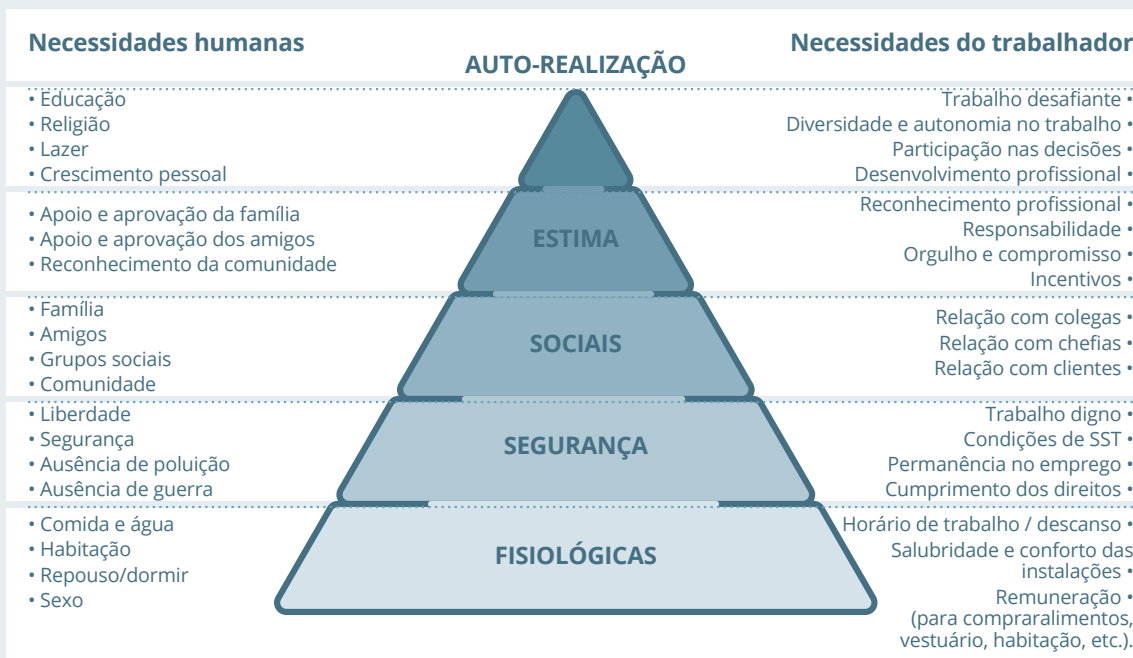 Necessidades humanas
AUTO-REALIZAÇÃO
Necessidades do trabalhador
• Educação
• Religião
• Lazer
• Crescimento pessoal
Trabalho desafiante •
Diversidade e autonomia no trabalho •
Participação nas decisões •
Desenvolvimento profissional •
• Apoio e aprovação da família
• Apoio e aprovação dos amigos
• Reconhecimento da comunidade
ESTIMA
Reconhecimento profissional •
Responsabilidade •
Orgulho e compromisso •
Incentivos •
• Família
• Amigos
• Grupos sociais
• Comunidade
SOCIAIS
Relação com colegas •
Relação com chefias •
Relação com clientes •
• Liberdade
• Segurança
• Ausência de poluição
• Ausência de guerra
SEGURANÇA
Trabalho digno •
Condições de SST •
Permanência no emprego •
Cumprimento dos direitos •
• Comida e água
• Habitação
• Repouso/dormir
• Sexo
FISIOLÓGICAS
Horário de trabalho / descanso •
Salubridade e conforto das
instalações •
Remuneração •
(para compraralimentos,
vestuário, habitação, etc.).